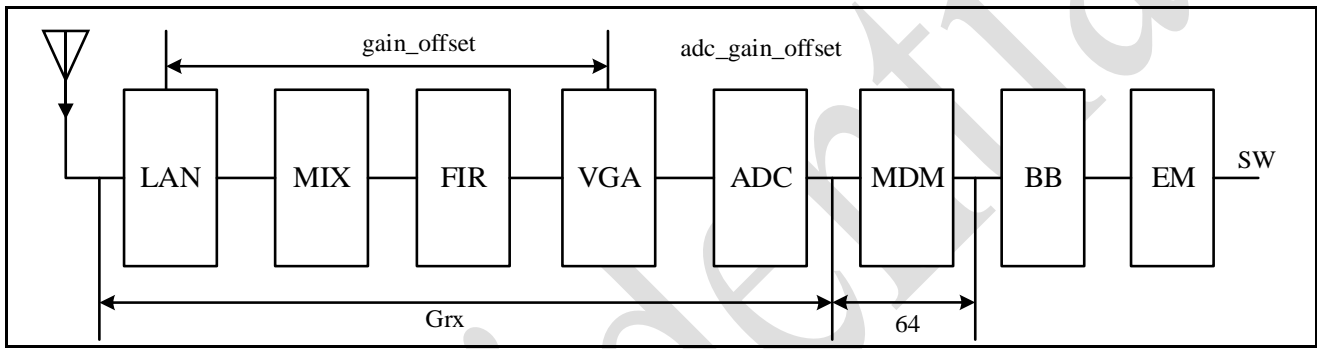 gain_offset adc_gain_offset
LAN MIX FIR VGA ADC MDM BB EM SW
Grx 64